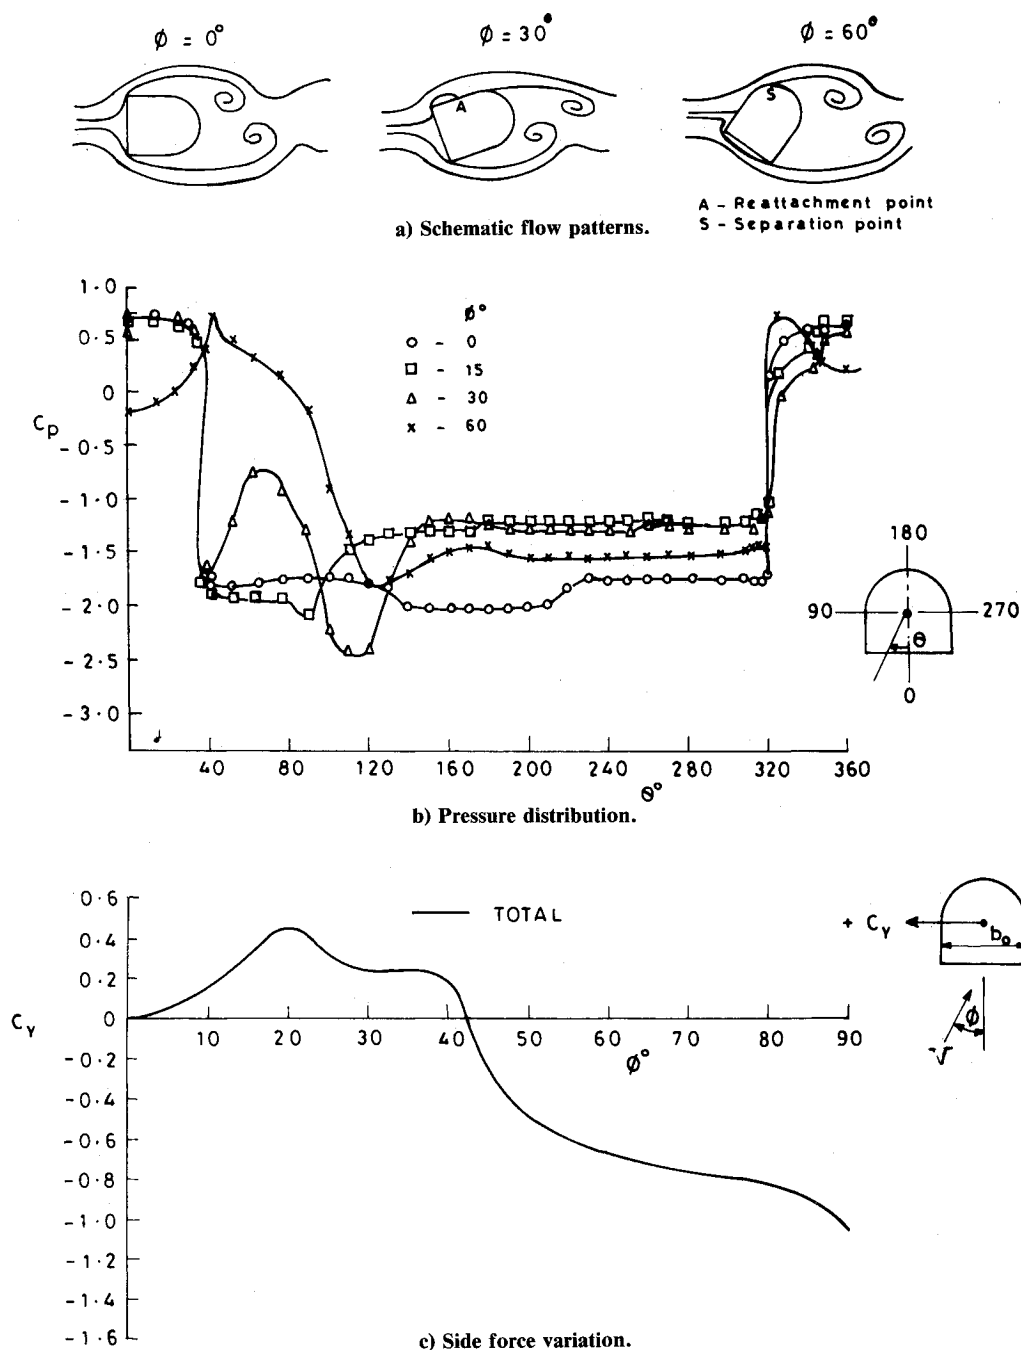 ϕ = 0° ϕ = 30° ϕ = 60°
A S
A - Reattachment point
S - Separation point
a) Schematic flow patterns.
1·0
0·5
0
-0·5
-1·0
-1·5
-2·0
-2·5
-3·0
Cp
ϕ°
○ - 0
□ - 15
△ - 30
× - 60
40 80 120 160 200 240 280 320 360
θ°
180
90 270
θ
0
b) Pressure distribution.
0·6
0·4
0·2
0
-0·2
-0·4
-0·6
-0·8
-1·0
-1·2
-1·4
-1·6
CY
TOTAL
10 20 30 40 50 60 70 80 90
ϕ°
+ CY
b₀
ϕ
V
c) Side force variation.